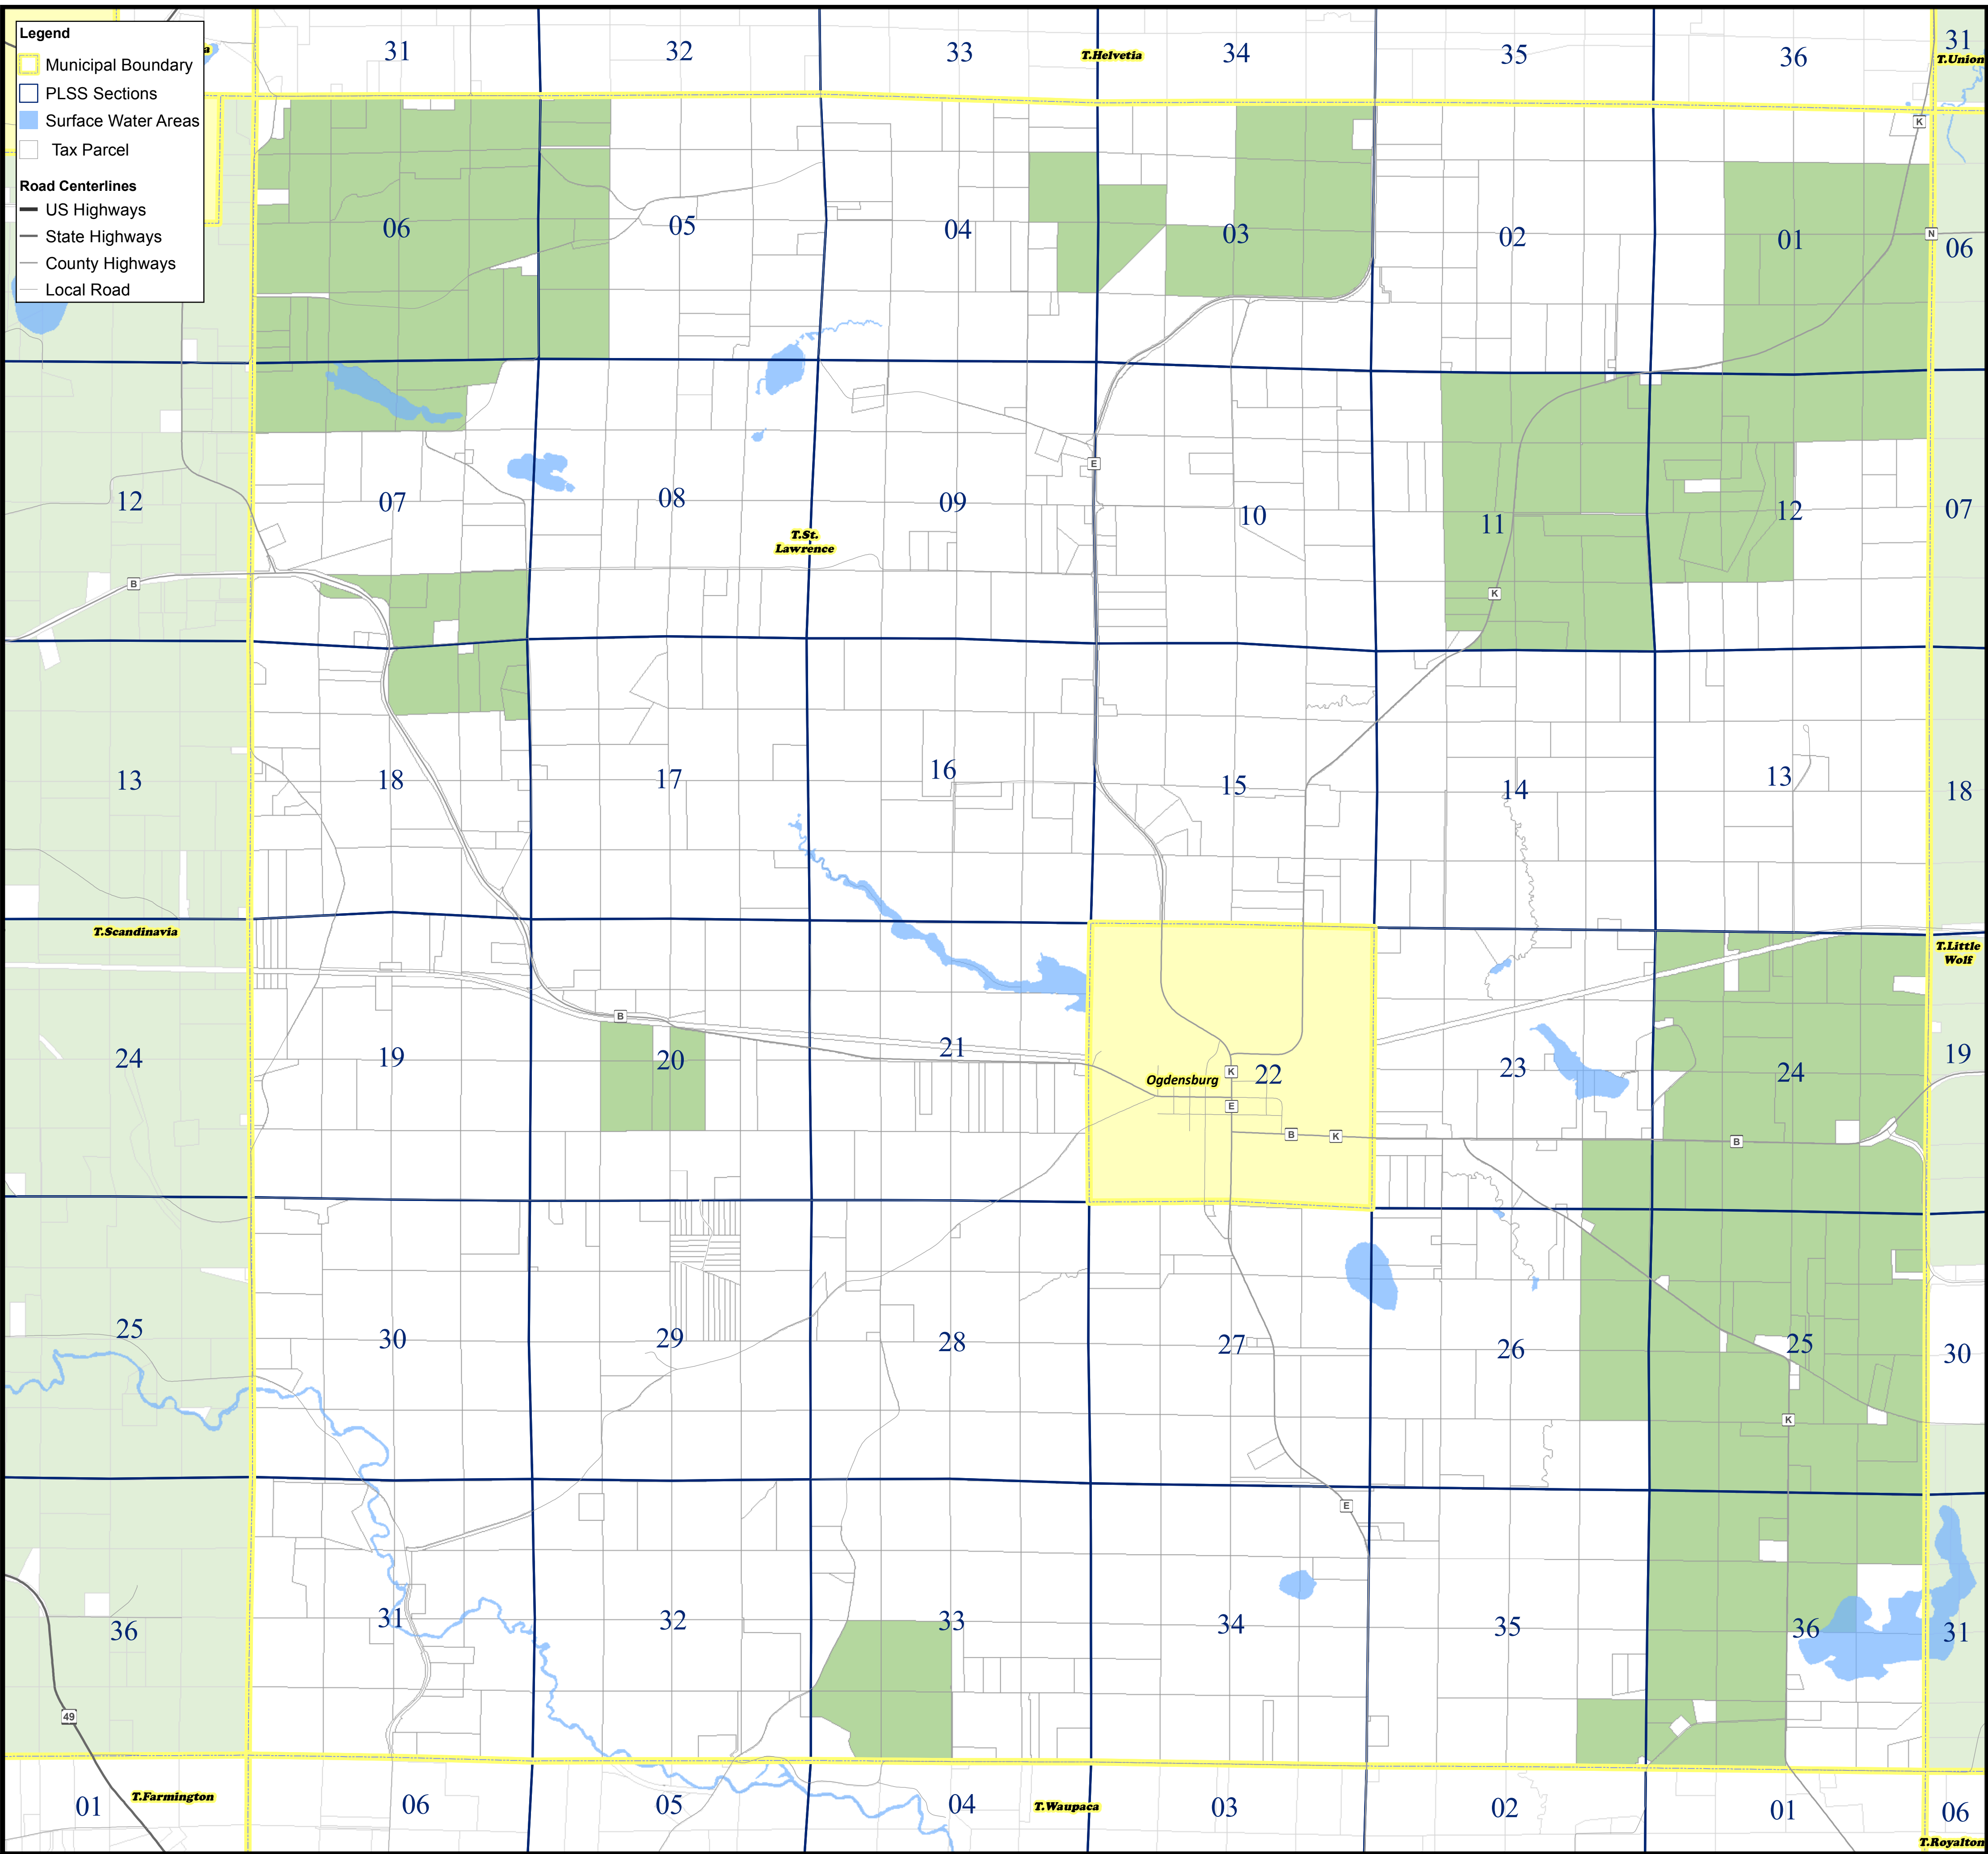 Legend
Municipal Boundary
PLSS Sections
Surface Water Areas
Tax Parcel
Road Centerlines
US Highways
State Highways
County Highways
Local Road
a
31
32
33
T.Helvetia
34
35
36
31
T.Union
K
06
05
04
03
02
01
N
06
12
07
08
09
E
10
11
12
07
T.St.
Lawrence
B
K
13
18
17
16
15
14
13
18
T.Scandinavia
T.Little
Wolf
B
24
19
20
21
Ogdensburg
K
22
E
B
K
23
24
B
19
25
30
29
28
27
26
25
30
K
E
36
31
32
33
34
35
36
31
49
01
T.Farmington
06
05
04
T.Waupaca
03
02
01
06
T.Royalton